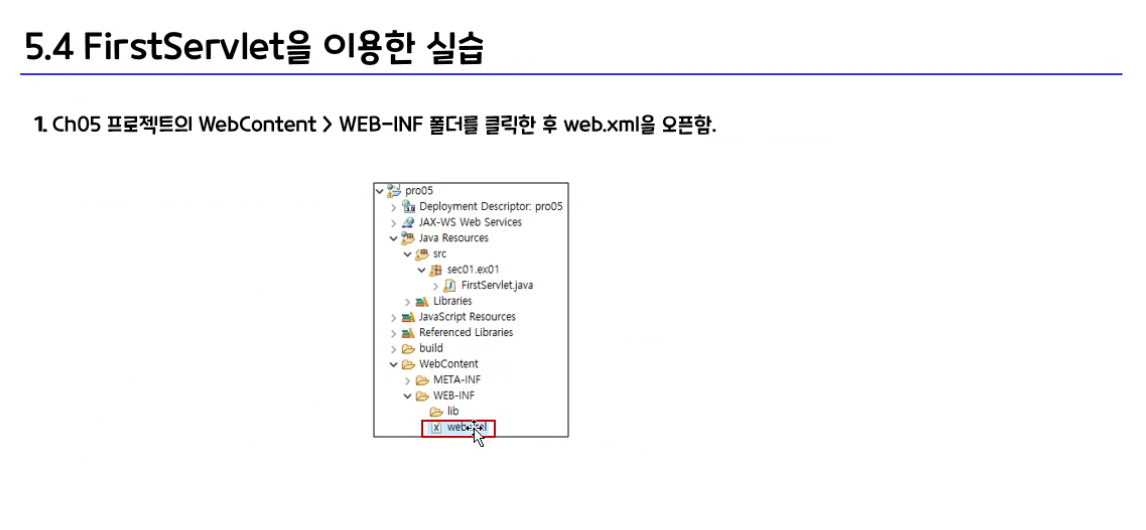 5.4 FirstServlet을 이용한 실습
1. Ch05 프로젝트의 WebContent > WEB-INF 폴더를 클릭한 후 web.xml을 오픈함.
pro05
Deployment Descriptor: pro05
JAX-WS Web Services
Java Resources
src
sec01.ex01
FirstServlet.java
Libraries
JavaScript Resources
Referenced Libraries
build
WebContent
META-INF
WEB-INF
lib
web.xml